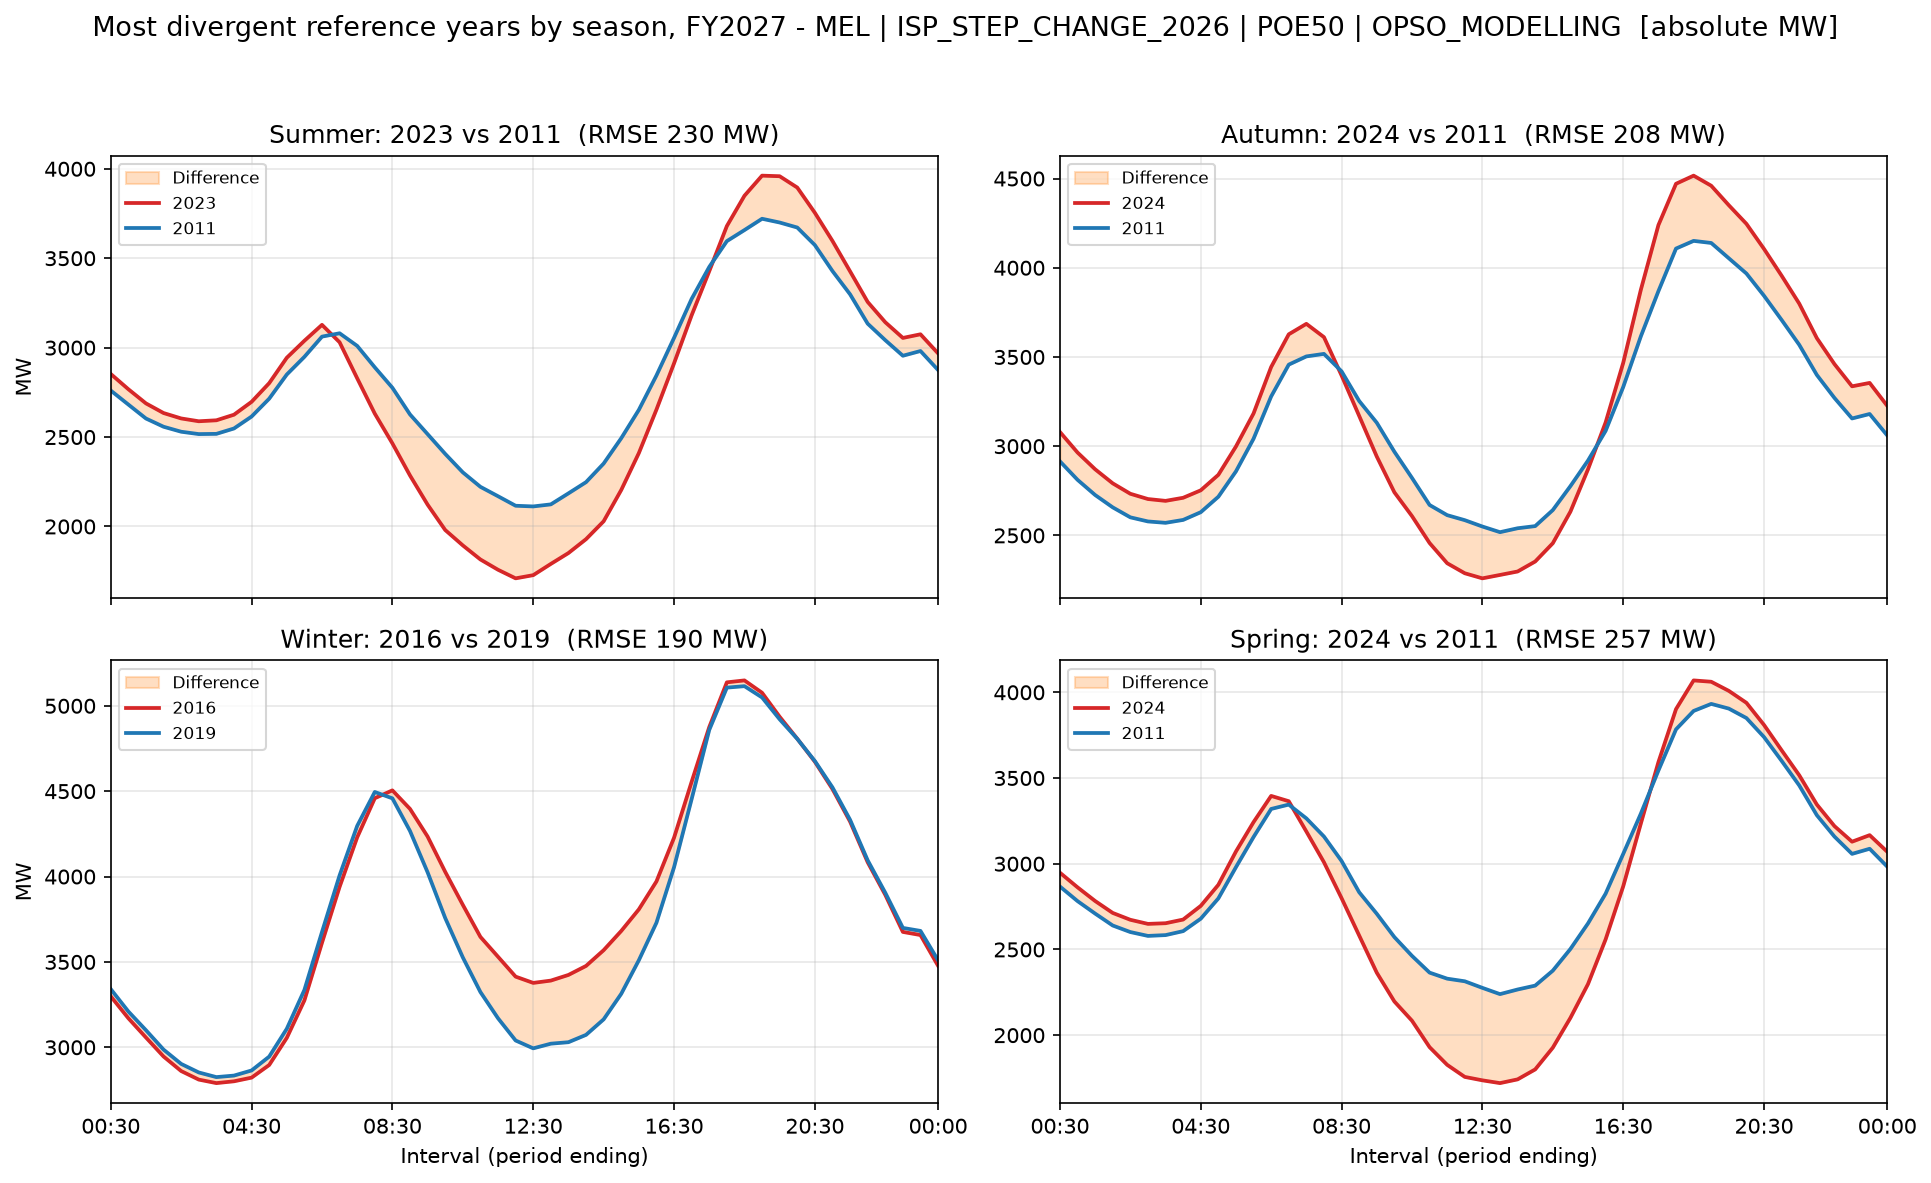 Most divergent reference years by season, FY2027 - MEL | ISP_STEP_CHANGE_2026 | POE50 | OPSO_MODELLING  [absolute MW]
Summer: 2023 vs 2011  (RMSE 230 MW)
Difference
2023
2011
4000
3500
3000
2500
2000
MW
Autumn: 2024 vs 2011  (RMSE 208 MW)
Difference
2024
2011
4500
4000
3500
3000
2500
Winter: 2016 vs 2019  (RMSE 190 MW)
Difference
2016
2019
5000
4500
4000
3500
3000
MW
00:30 04:30 08:30 12:30 16:30 20:30 00:00
Interval (period ending)
Spring: 2024 vs 2011  (RMSE 257 MW)
Difference
2024
2011
4000
3500
3000
2500
2000
00:30 04:30 08:30 12:30 16:30 20:30 00:00
Interval (period ending)